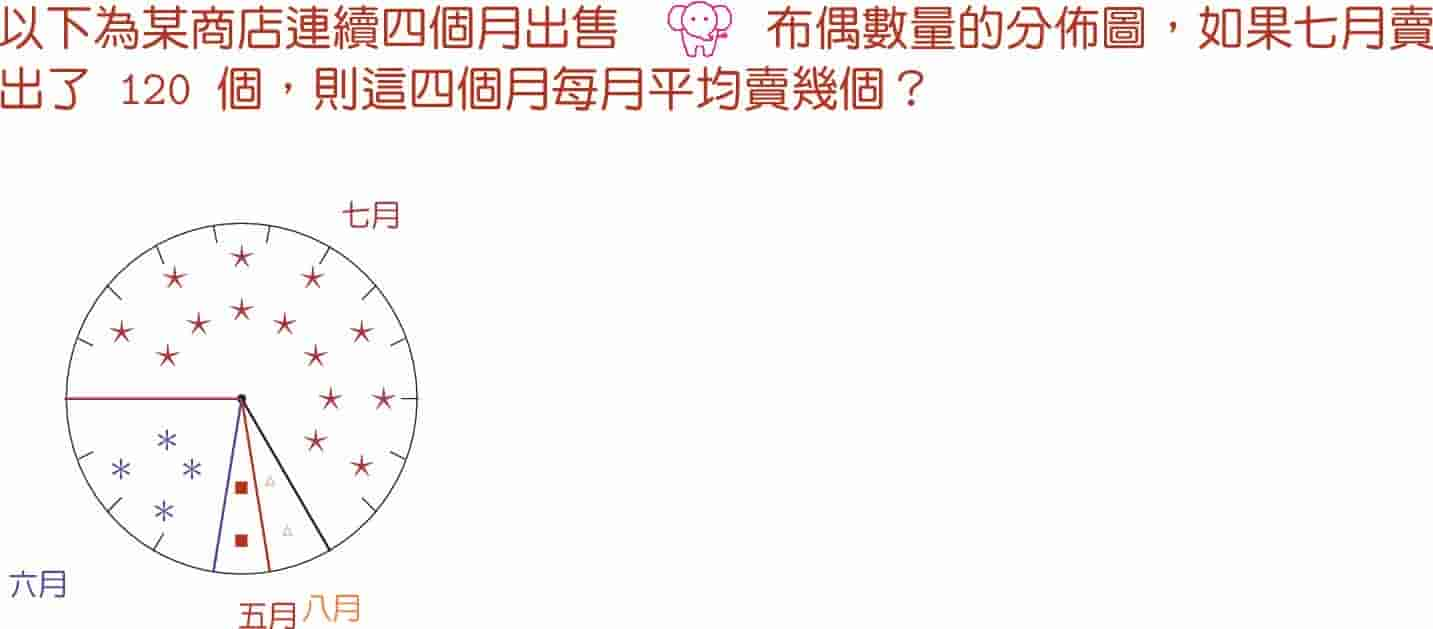 以下為某商店連續四個月出售 布偶數量的分佈圖，如果七月賣
出了 120 個，則這四個月每月平均賣幾個？
七月
六月
五月 八月